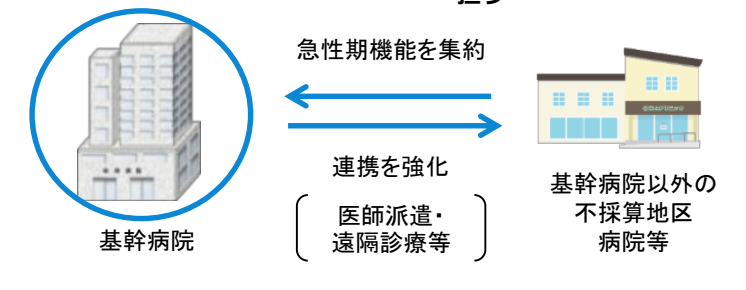 急性期機能を集約
連携を強化
医師派遣・
遠隔診療等
基幹病院
基幹病院以外の
不採算地区
病院等